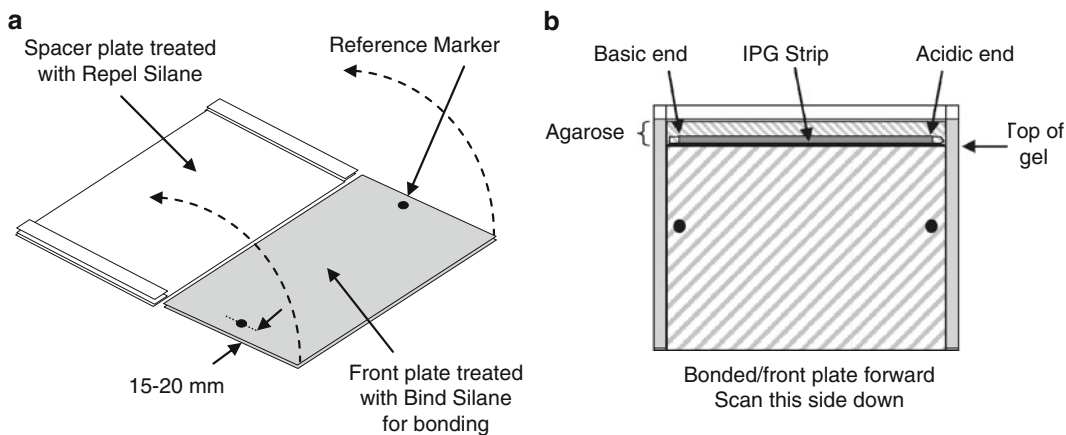 a
Spacer plate treated
with Repel Silane
Reference Marker
15-20 mm
Front plate treated
with Bind Silane
for bonding
b
Basic end
IPG Strip
Acidic end
Agarose
Γop of
gel
Bonded/front plate forward
Scan this side down